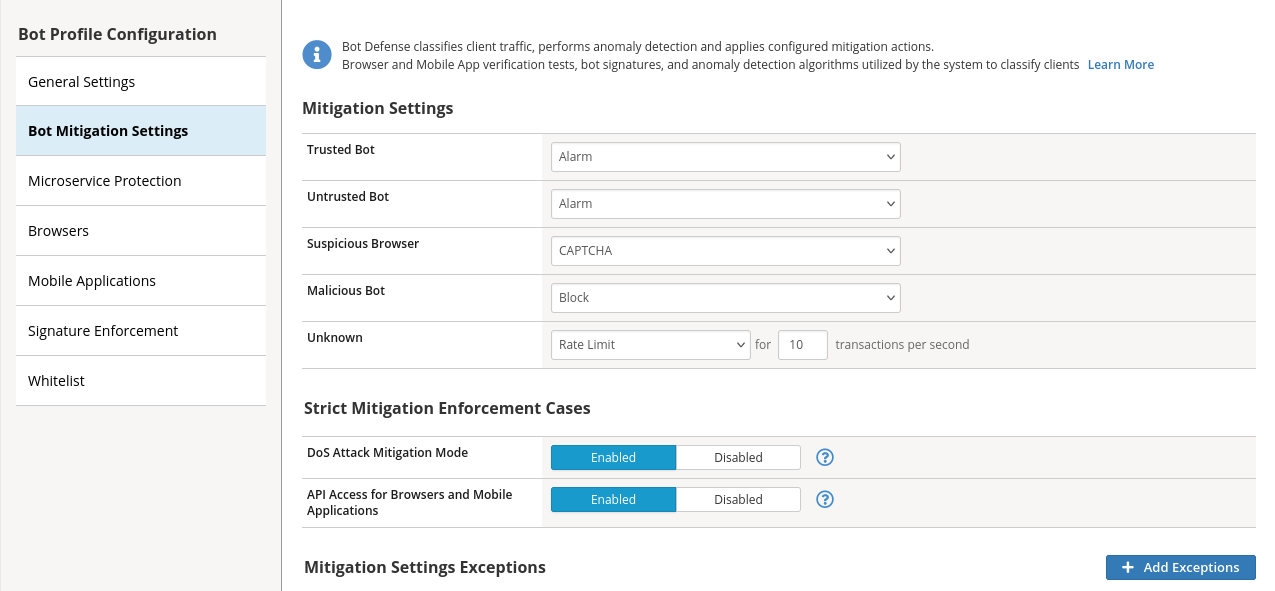 Bot Profile Configuration
General Settings
Bot Mitigation Settings
Microservice Protection
Browsers
Mobile Applications
Signature Enforcement
Whitelist
Bot Defense classifies client traffic, performs anomaly detection and applies configured mitigation actions.
Browser and Mobile App verification tests, bot signatures, and anomaly detection algorithms utilized by the system to classify clients Learn More
Mitigation Settings
Trusted Bot Alarm
Untrusted Bot Alarm
Suspicious Browser CAPTCHA
Malicious Bot Block
Unknown Rate Limit for 10 transactions per second
Strict Mitigation Enforcement Cases
DoS Attack Mitigation Mode Enabled Disabled ?
API Access for Browsers and Mobile Enabled Disabled ?
Applications
Mitigation Settings Exceptions + Add Exceptions